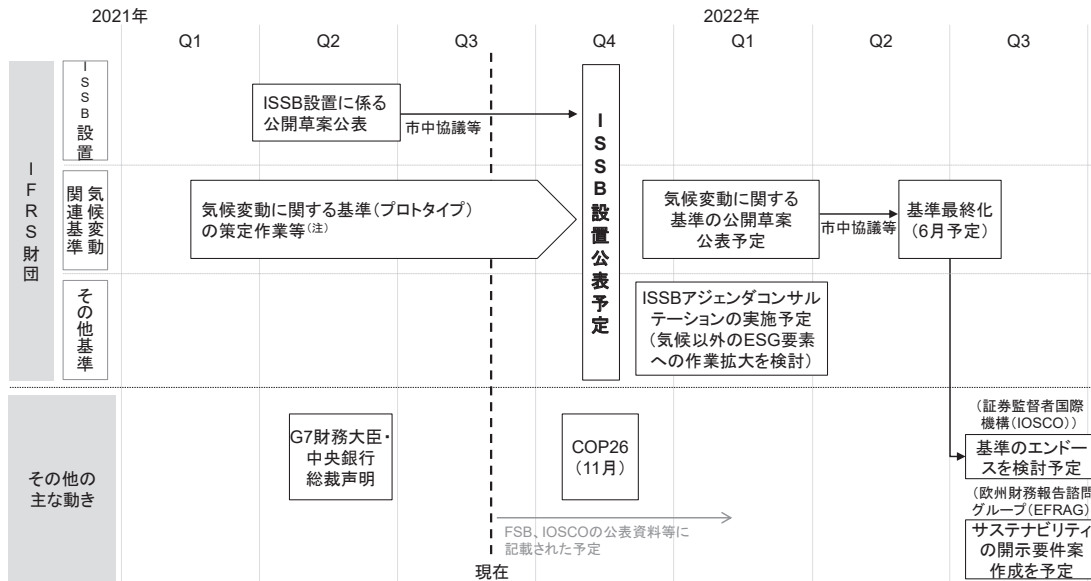 2021年
2022年
Q1
Q2
Q3
Q4
Q1
Q2
Q3
IFRS財団
ISSB設置
ISSB設置に係る
公開草案公表
市中協議等
ISSB設置公表予定
気候変動
関連基準
気候変動に関する基準（プロトタイプ）
の策定作業等(注)
気候変動に関する
基準の公開草案
公表予定
市中協議等
基準最終化
（6月予定）
その他基準
ISSBアジェンダコンサル
テーションの実施予定
（気候以外のESG要素
への作業拡大を検討）
その他の
主な動き
G7財務大臣・
中央銀行
総裁声明
COP26
（11月）
（証券監督者国際
機構（IOSCO））
基準のエンドー
スを検討予定
（欧州財務報告諮問
グループ（EFRAG）
サステナビリティ
の開示要件案
作成を予定
FSB、IOSCOの公表資料等に
記載された予定
現在